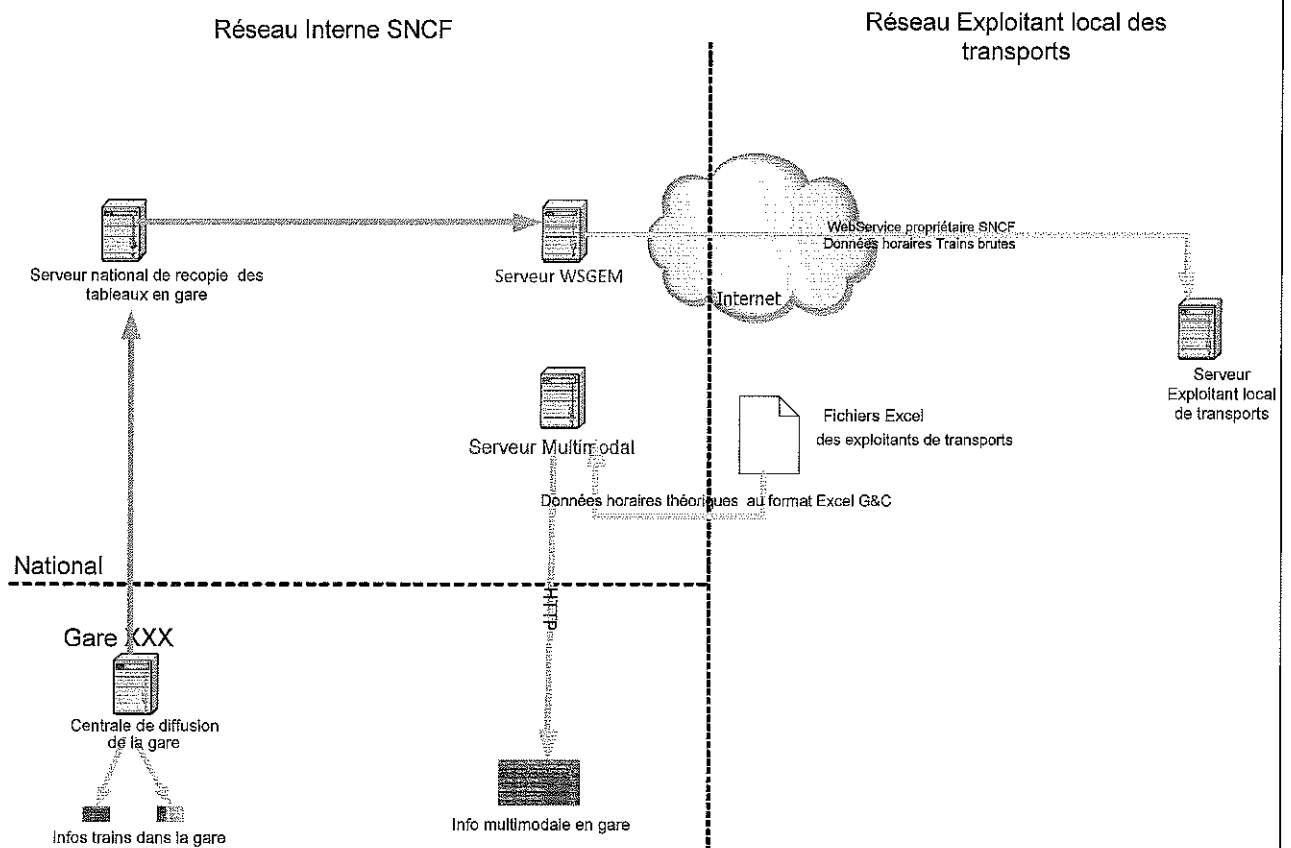 Réseau Interne SNCF
Réseau Exploitant local des
transports
Serveur national de recopie des
tableaux en gare
Serveur WSGEM
WebService propriétaire SNCF
Données horaires Trains brutes
Internet
Serveur
Exploitant local
de transports
Serveur Multimodal
Fichiers Excel
des exploitants de transports
Données horaires théoriques au format Excel G&C
National
HTTP
Gare XXX
Centrale de diffusion
de la gare
Infos trains dans la gare
Info multimodale en gare